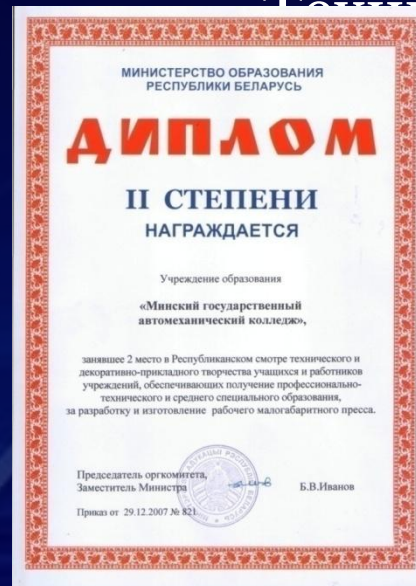 МИНИСТЕРСТВО ОБРАЗОВАНИЯ
РЕСПУБЛИКИ БЕЛАРУСЬ
ДИПЛОМ
II СТЕПЕНИ
НАГРАЖДАЕТСЯ
Учреждение образования
«Минский государственный
автомеханический колледж»,
занявшее 2 место в Республиканском смотре технического и
декоративно-прикладного творчества учащихся и работников
учреждений, обеспечивающих получение профессионально-
технического и среднего специального образования,
за разработку и изготовление рабочего малогабаритного пресса.
Председатель оргкомитета,
Заместитель Министра
Б.В.Иванов
Приказ от 29.12.2007 № 821